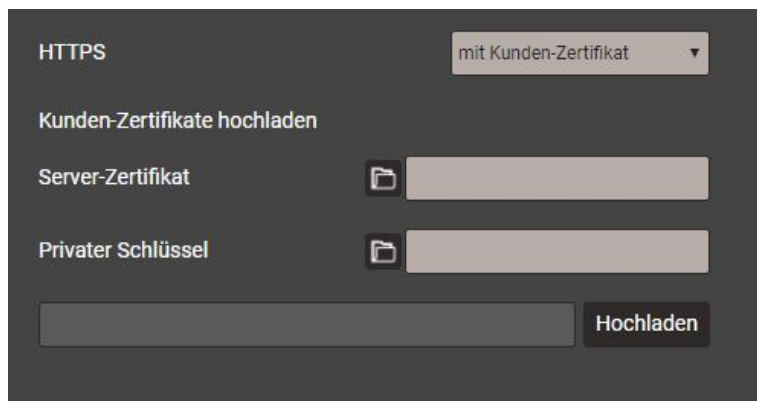 HTTPS mit Kunden-Zertifikat
Kunden-Zertifikate hochladen
Server-Zertifikat
Privater Schlüssel
Hochladen